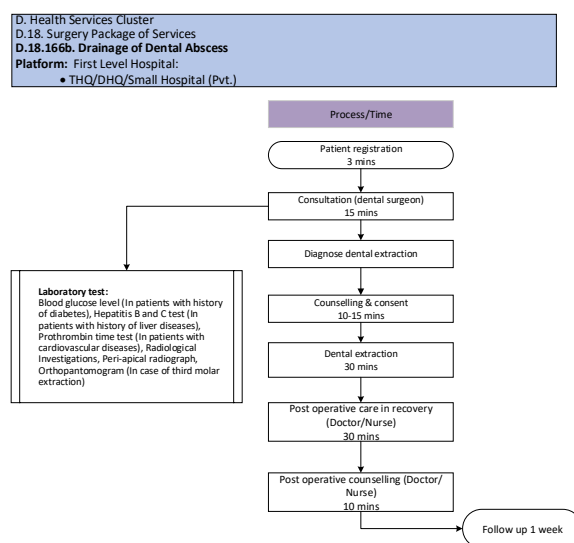 D. Health Services Cluster
D.18. Surgery Package of Services
D.18.166b. Drainage of Dental Abscess
Platform: First Level Hospital:
• THQ/DHQ/Small Hospital (Pvt.)
Process/Time
Patient registration
3 mins
Consultation (dental surgeon)
15 mins
Diagnose dental extraction
Laboratory test:
Blood glucose level (In patients with history
of diabetes), Hepatitis B and C test (In
patients with history of liver diseases),
Prothrombin time test (In patients with
cardiovascular diseases), Radiological
Investigations, Peri-apical radiograph,
Orthopantomogram (In case of third molar
extraction)
Counselling & consent
10-15 mins
Dental extraction
30 mins
Post operative care in recovery
(Doctor/Nurse)
30 mins
Post operative counselling (Doctor/
Nurse)
10 mins
Follow up 1 week